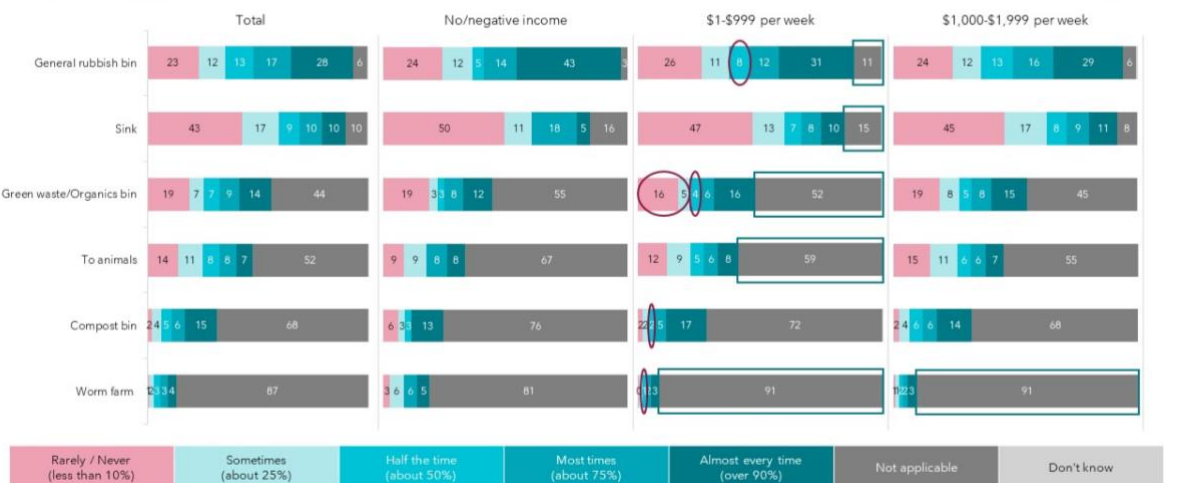 Total No/negative income $1-$999 per week $1,000-$1,999 per week
General rubbish bin 23 12 13 17 28 6 24 12 5 14 43 3 26 11 8 12 31 11 24 12 13 16 29 6
Sink 43 17 9 10 10 10 50 11 18 5 16 47 13 7 8 10 15 45 17 8 9 11 8
Green waste/Organics bin 19 7 7 9 14 44 19 3 3 8 12 55 16 5 4 6 16 52 19 8 5 8 15 45
To animals 14 11 8 8 7 52 9 9 8 8 67 12 9 5 6 8 59 15 11 6 6 7 55
Compost bin 2 4 5 6 15 68 6 3 3 13 76 2 2 2 5 17 72 2 4 6 6 14 68
Worm farm 2 3 3 4 87 3 6 6 5 81 0 1 2 3 91 1 2 2 3 91
Rarely / Never Sometimes Half the time Most times Almost every time Not applicable Don't know
(less than 10%) (about 25%) (about 50%) (about 75%) (over 90%)